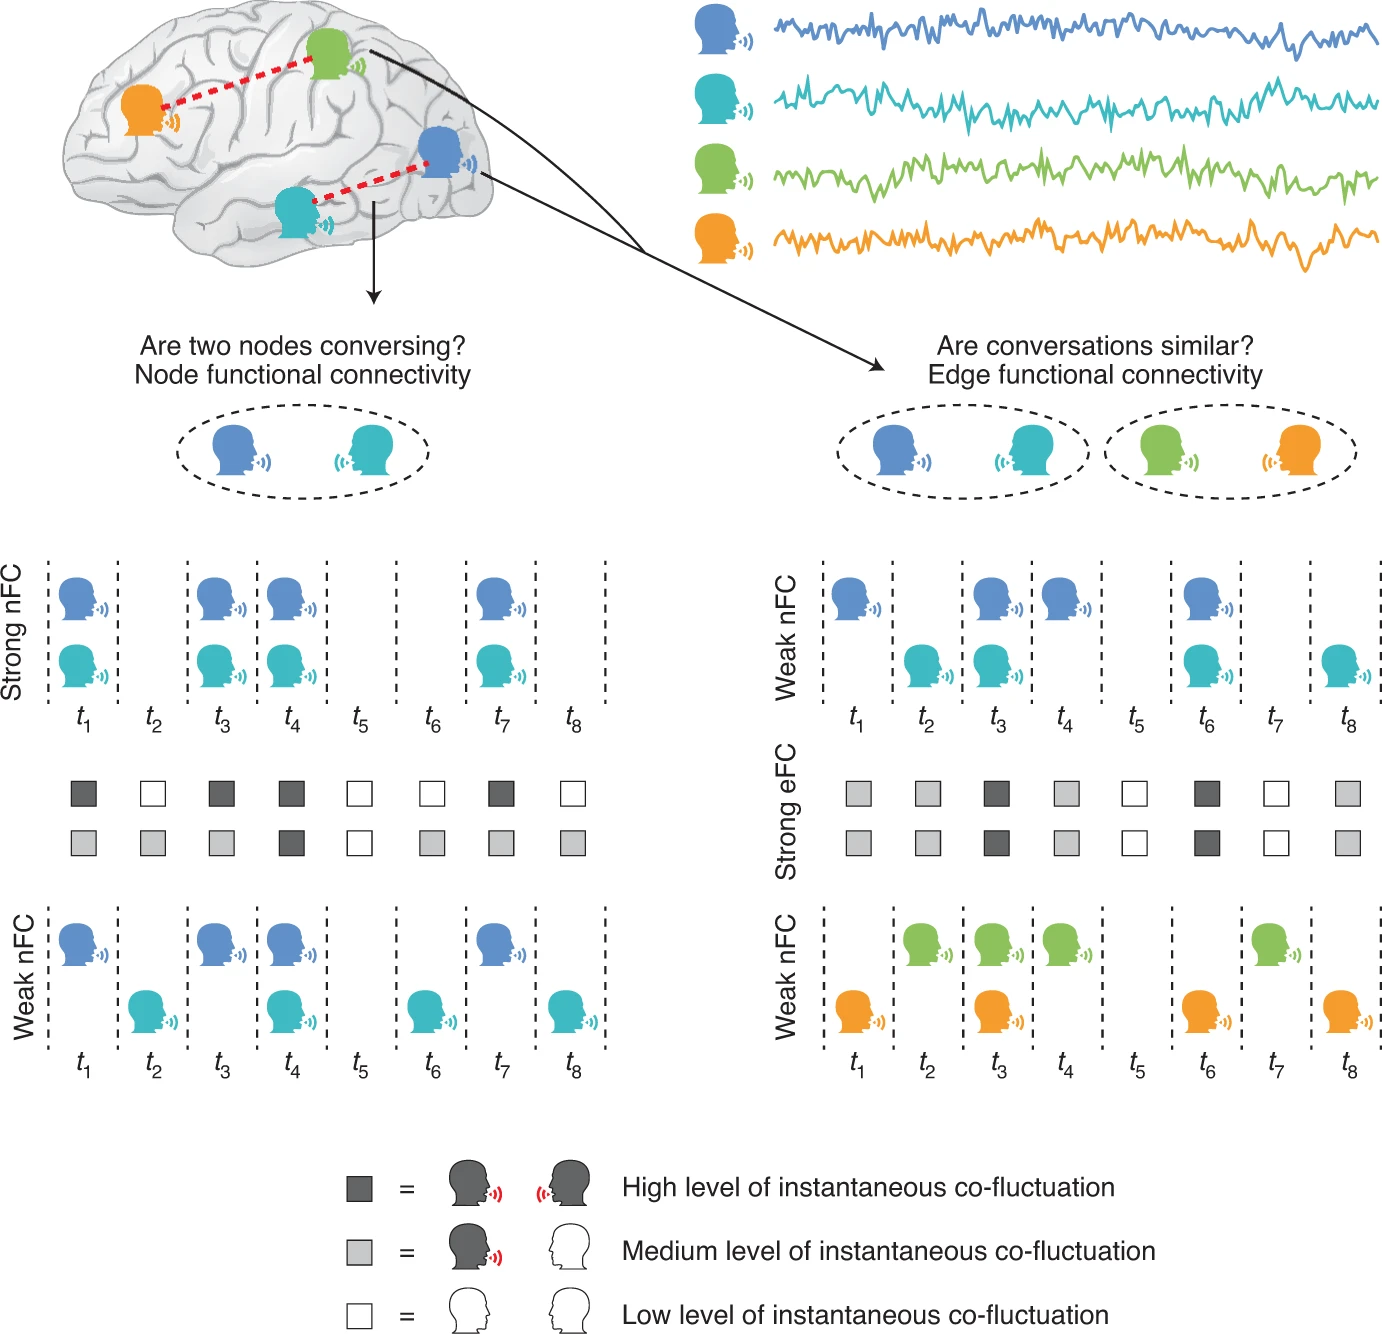 Are two nodes conversing?
Node functional connectivity
Are conversations similar?
Edge functional connectivity
Strong nFC
t1 t2 t3 t4 t5 t6 t7 t8
Weak nFC
t1 t2 t3 t4 t5 t6 t7 t8
Weak nFC
t1 t2 t3 t4 t5 t6 t7 t8
Strong eFC
Weak nFC
t1 t2 t3 t4 t5 t6 t7 t8
= High level of instantaneous co-fluctuation
= Medium level of instantaneous co-fluctuation
= Low level of instantaneous co-fluctuation